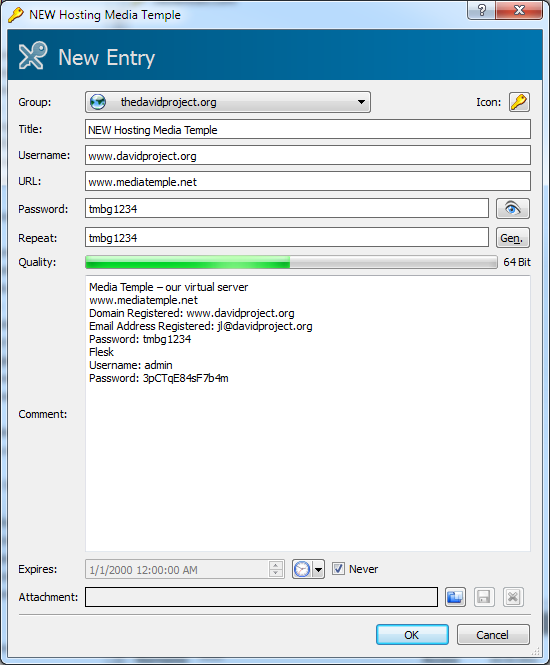 NEW Hosting Media Temple
New Entry
Group: thedavidproject.org Icon:
Title: NEW Hosting Media Temple
Username: www.davidproject.org
URL: www.mediatemple.net
Password: tmbg1234
Repeat: tmbg1234 Gen.
Quality: 64 Bit
Comment:
Media Temple – our virtual server
www.mediatemple.net
Domain Registered: www.davidproject.org
Email Address Registered: jl@davidproject.org
Password: tmbg1234
Flesk
Username: admin
Password: 3pCTqE84sF7b4m
Expires: 1/1/2000 12:00:00 AM Never
Attachment:
OK Cancel